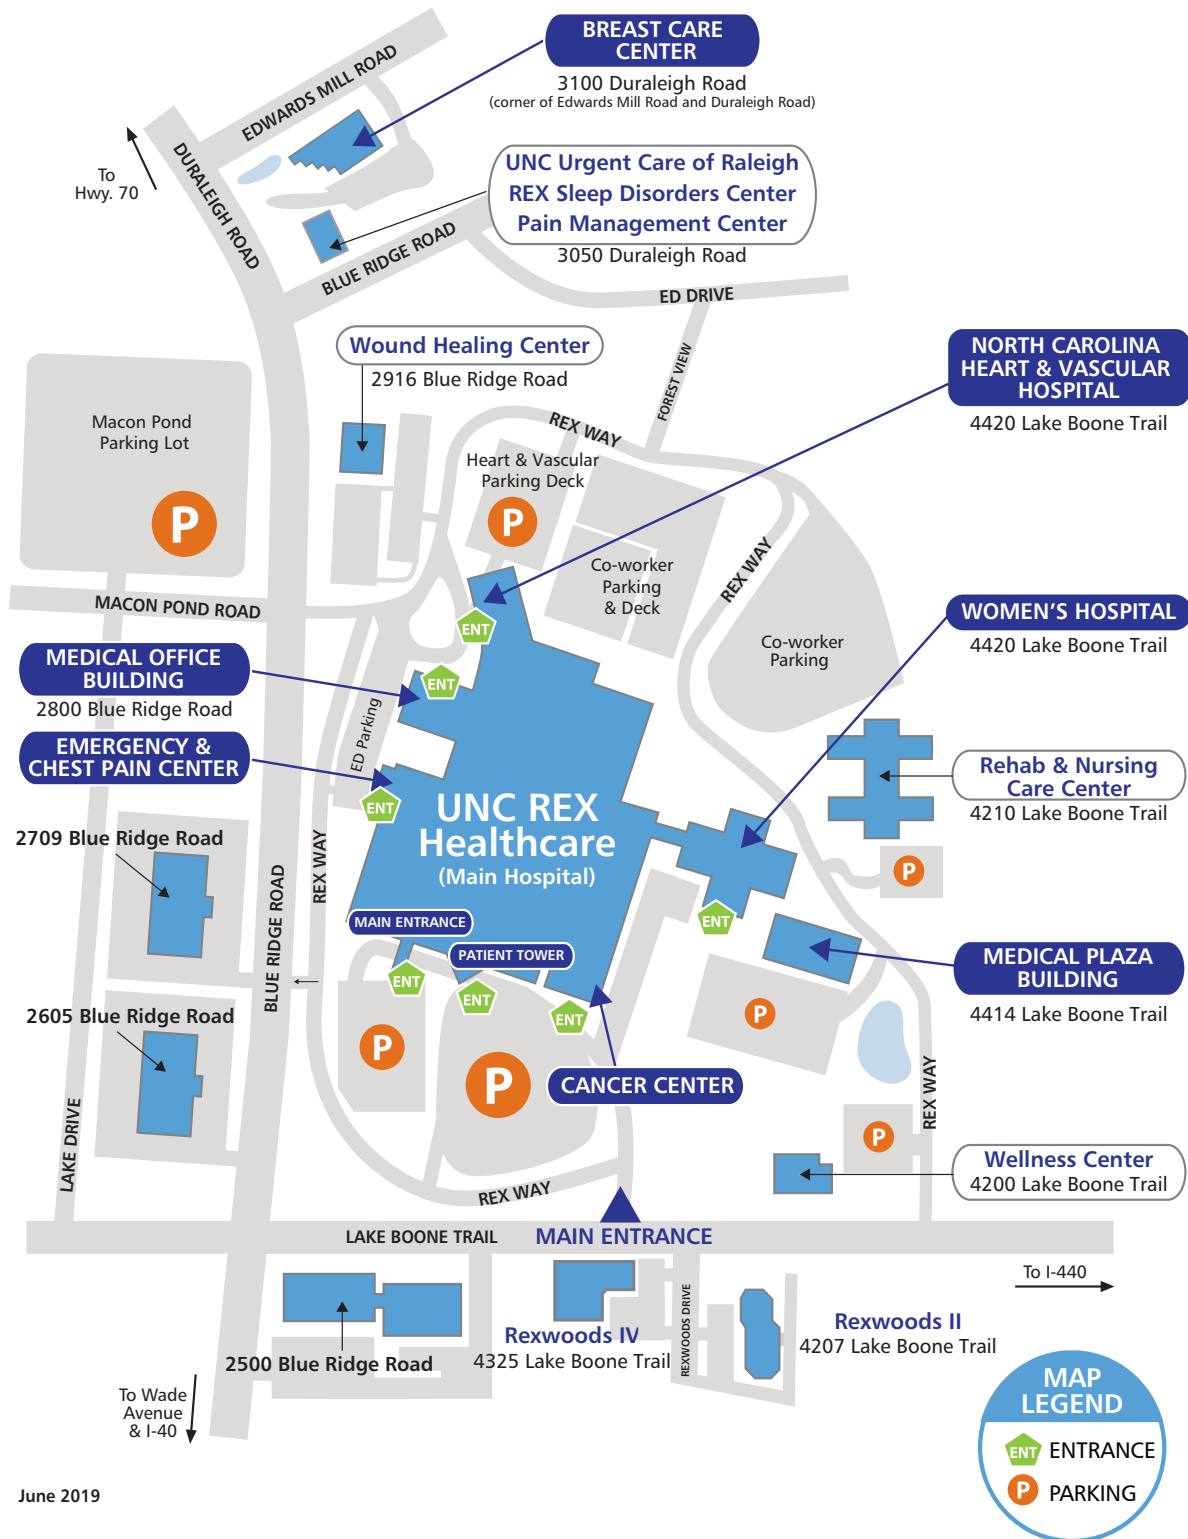 BREAST CARE
CENTER
3100 Duraleigh Road
(corner of Edwards Mill Road and Duraleigh Road)
EDWARDS MILL ROAD
To
Hwy. 70
DURALEIGH ROAD
UNC Urgent Care of Raleigh
REX Sleep Disorders Center
Pain Management Center
3050 Duraleigh Road
BLUE RIDGE ROAD
ED DRIVE
Wound Healing Center
2916 Blue Ridge Road
NORTH CAROLINA
HEART & VASCULAR
HOSPITAL
4420 Lake Boone Trail
FOREST VIEW
REX WAY
Macon Pond
Parking Lot
P
Heart & Vascular
Parking Deck
P
Co-worker
Parking
& Deck
REX WAY
MACON POND ROAD
ENT
WOMEN'S HOSPITAL
4420 Lake Boone Trail
Co-worker
Parking
MEDICAL OFFICE
BUILDING
2800 Blue Ridge Road
ENT
ED Parking
EMERGENCY &
CHEST PAIN CENTER
ENT
UNC REX
Healthcare
(Main Hospital)
Rehab & Nursing
Care Center
4210 Lake Boone Trail
P
2709 Blue Ridge Road
REX WAY
BLUE RIDGE ROAD
MAIN ENTRANCE
PATIENT TOWER
ENT
ENT
ENT
ENT
MEDICAL PLAZA
BUILDING
4414 Lake Boone Trail
P
2605 Blue Ridge Road
P
P
CANCER CENTER
REX WAY
P
LAKE DRIVE
Wellness Center
4200 Lake Boone Trail
REX WAY
LAKE BOONE TRAIL
MAIN ENTRANCE
To I-440
REXWOODS DRIVE
Rexwoods IV
4325 Lake Boone Trail
Rexwoods II
4207 Lake Boone Trail
2500 Blue Ridge Road
To Wade
Avenue
& I-40
MAP
LEGEND
ENT ENTRANCE
P PARKING
June 2019